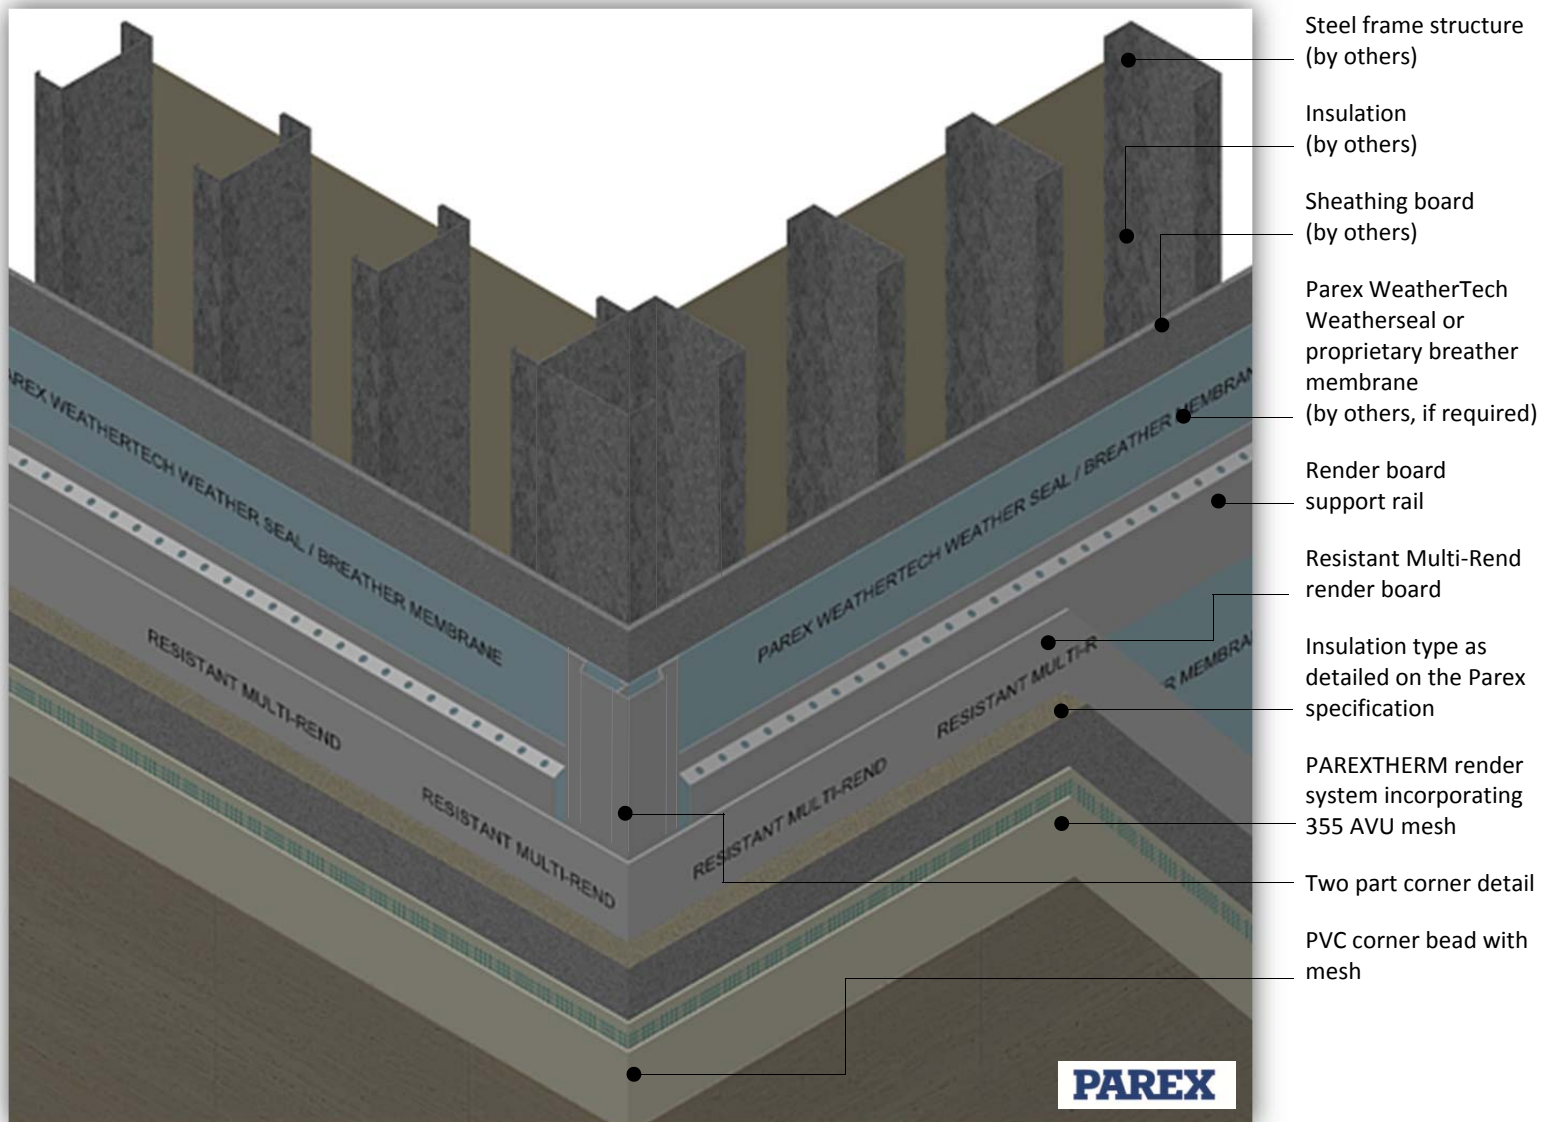 Steel frame structure
(by others)
Insulation
(by others)
Sheathing board
(by others)
Parex WeatherTech
Weatherseal or
proprietary breather
membrane
(by others, if required)
Render board
support rail
Resistant Multi-Rend
render board
Insulation type as
detailed on the Parex
specification
PAREXTHERM render
system incorporating
355 AVU mesh
Two part corner detail
PVC corner bead with
mesh
AREX WEATHERTECH WEATHER SEAL / BREATHER MEMBRANE
PAREX WEATHERTECH WEATHER SEAL / BREATHER MEMBRAN
RESISTANT MULTI-REND
RESISTANT MULTI-REND
RESISTANT MULTI-REND
RESISTANT MULTI-R
R MEMBRA
PAREX